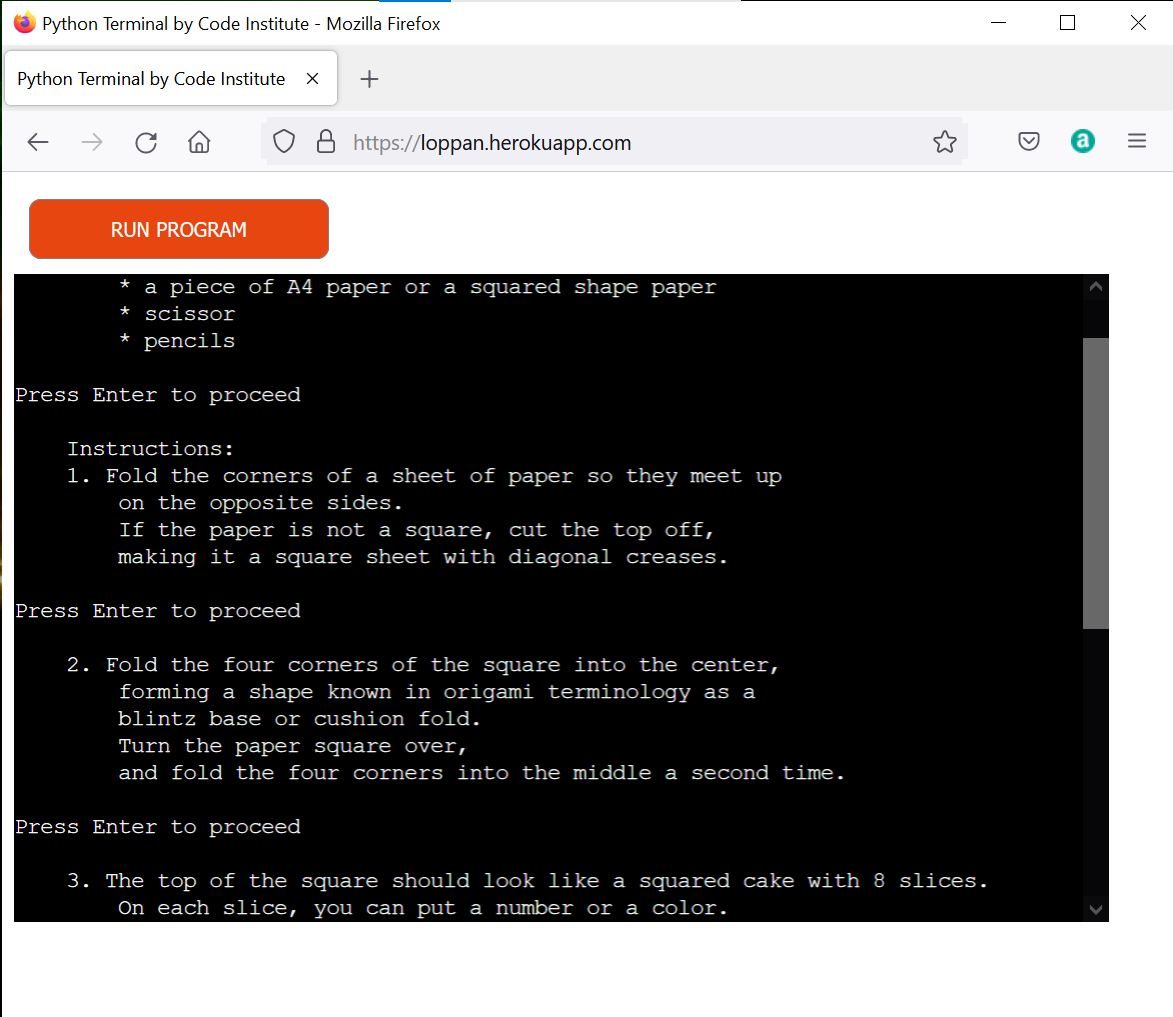 Python Terminal by Code Institute - Mozilla Firefox
Python Terminal by Code Institute
https://loppan.herokuapp.com
a
RUN PROGRAM
* a piece of A4 paper or a squared shape paper
* scissor
* pencils
Press Enter to proceed
Instructions:
1. Fold the corners of a sheet of paper so they meet up
on the opposite sides.
If the paper is not a square, cut the top off,
making it a square sheet with diagonal creases.
Press Enter to proceed
2. Fold the four corners of the square into the center,
forming a shape known in origami terminology as a
blintz base or cushion fold.
Turn the paper square over,
and fold the four corners into the middle a second time.
Press Enter to proceed
3. The top of the square should look like a squared cake with 8 slices.
On each slice, you can put a number or a color.